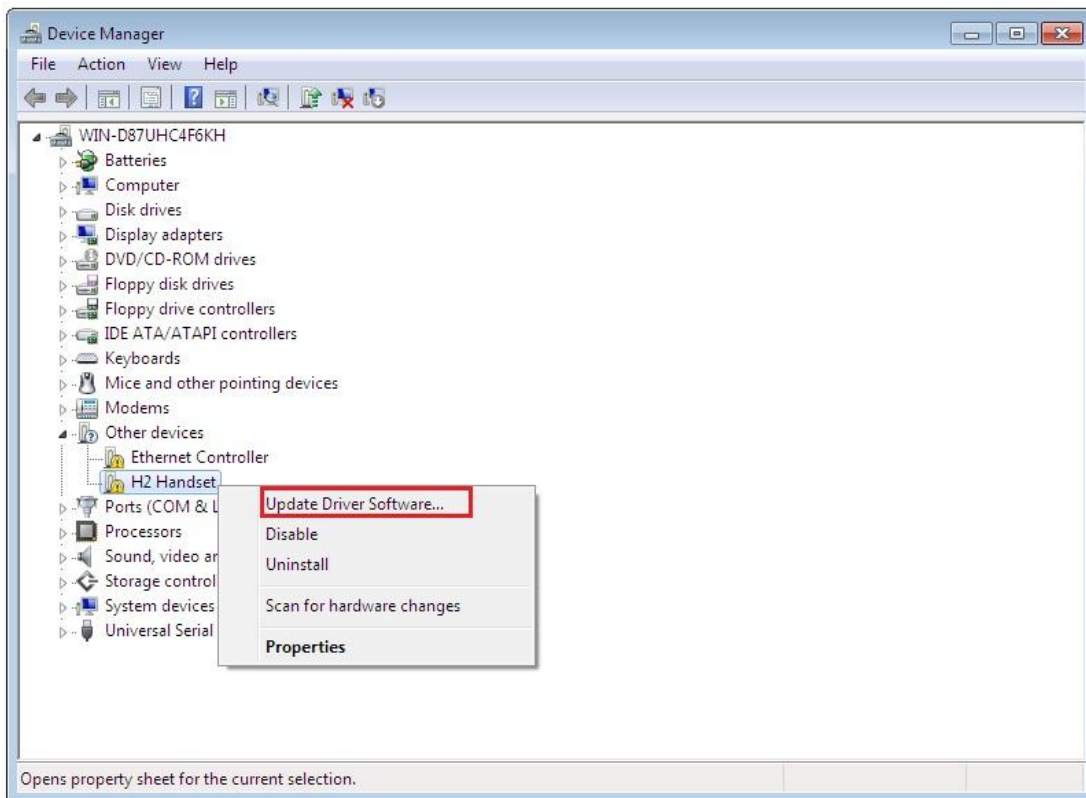 Device Manager
File Action View Help
WIN-D87UHC4F6KH
Batteries
Computer
Disk drives
Display adapters
DVD/CD-ROM drives
Floppy disk drives
Floppy drive controllers
IDE ATA/ATAPI controllers
Keyboards
Mice and other pointing devices
Modems
Other devices
Ethernet Controller
H2 Handset
Ports (COM & L
Processors
Sound, video ar
Storage control
System devices
Universal Serial
Update Driver Software...
Disable
Uninstall
Scan for hardware changes
Properties
Opens property sheet for the current selection.